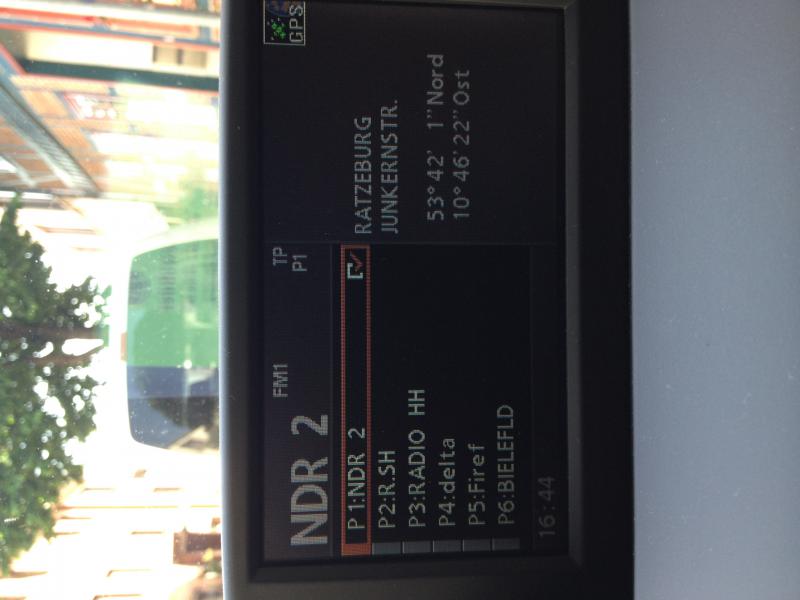 NDR 2
FM1
TP
P1
GPS
P1:NDR 2
P2:R.SH
P3:RADIO HH
P4:delta
P5:Firef
P6:BIELEFLD
RATZEBURG
JUNKERNSTR.
53°42' 1"Nord
10°46'22"Ost
16:44